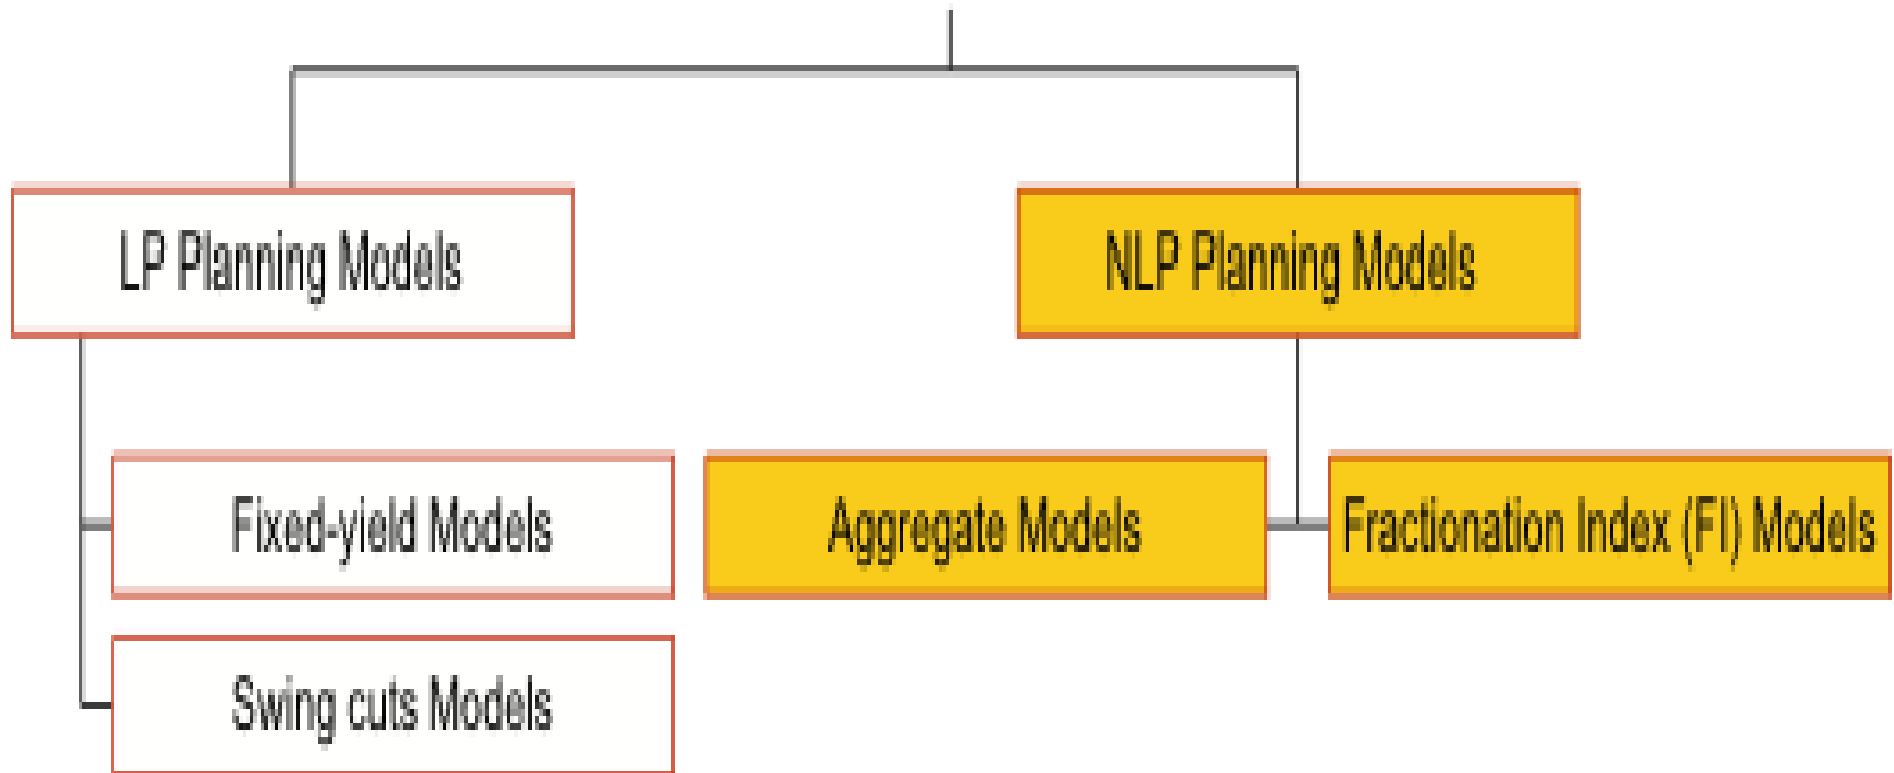 LP Planning Models
NLP Planning Models
Fixed-yield Models
Aggregate Models
Fractionation Index (FI) Models
Swing cuts Models